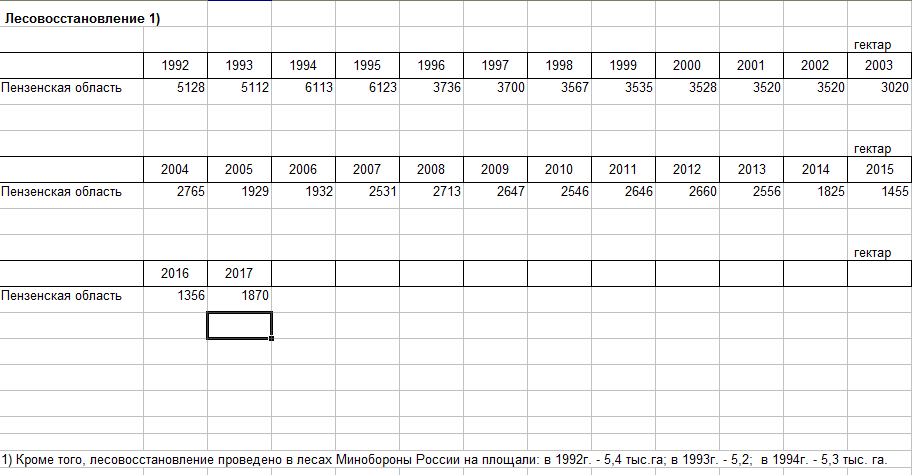 Лесовосстановление 1)
гектар
1992 1993 1994 1995 1996 1997 1998 1999 2000 2001 2002 2003
Пензенская область 5128 5112 6113 6123 3736 3700 3567 3535 3528 3520 3520 3020
гектар
2004 2005 2006 2007 2008 2009 2010 2011 2012 2013 2014 2015
Пензенская область 2765 1929 1932 2531 2713 2647 2546 2646 2660 2556 1825 1455
гектар
2016 2017
Пензенская область 1356 1870
1) Кроме того, лесовосстановление проведено в лесах Минобороны России на площали: в 1992г. - 5,4 тыс.га; в 1993г. - 5,2; в 1994г. - 5,3 тыс. га.